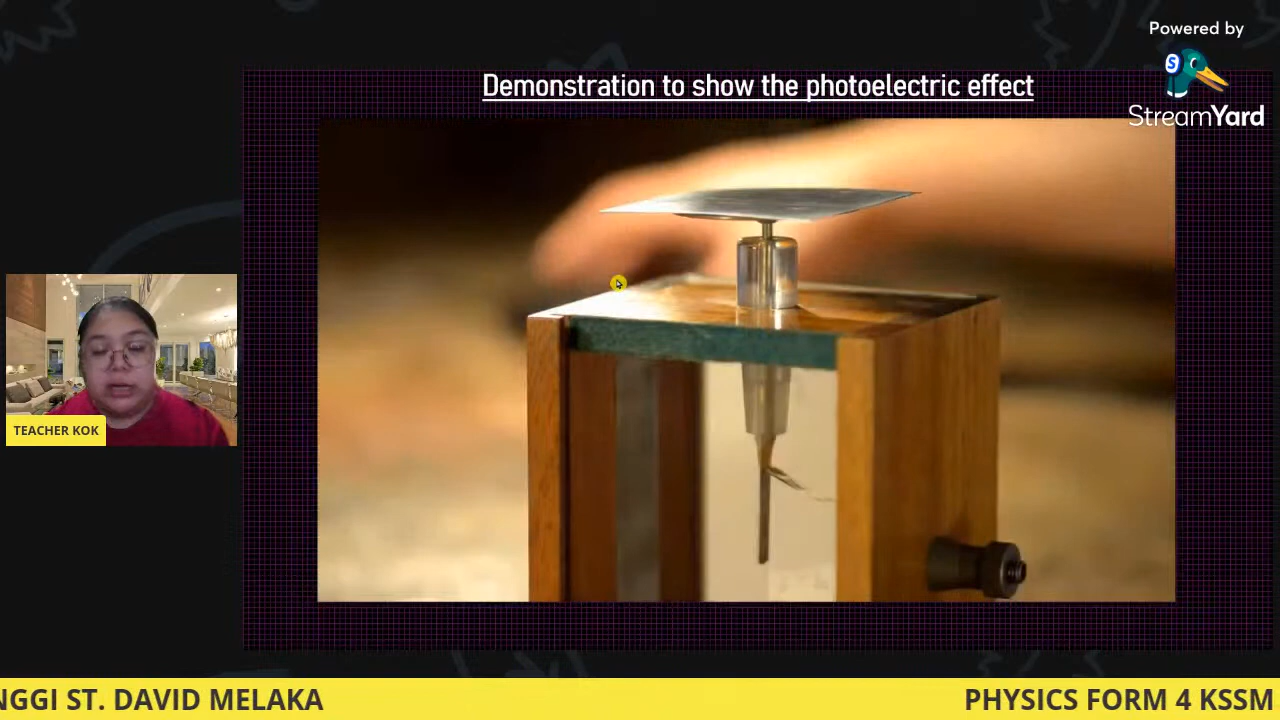 Powered by
StreamYard
Demonstration to show the photoelectric effect
TEACHER KOK
NGGI ST. DAVID MELAKA
PHYSICS FORM 4 KSSM